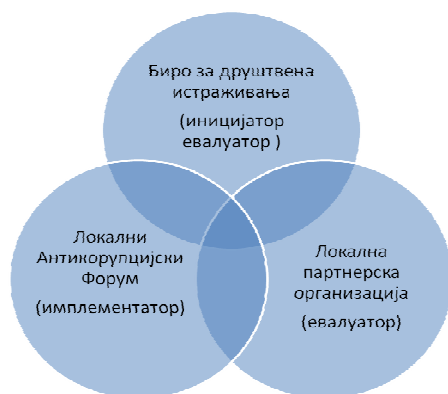 Биро за друштвена
истраживања
(иницијатор
евалуатор )
Локални
Антикорупцијски
Форум
(имплементатор)
Локална
партнерска
организација
(евалуатор)